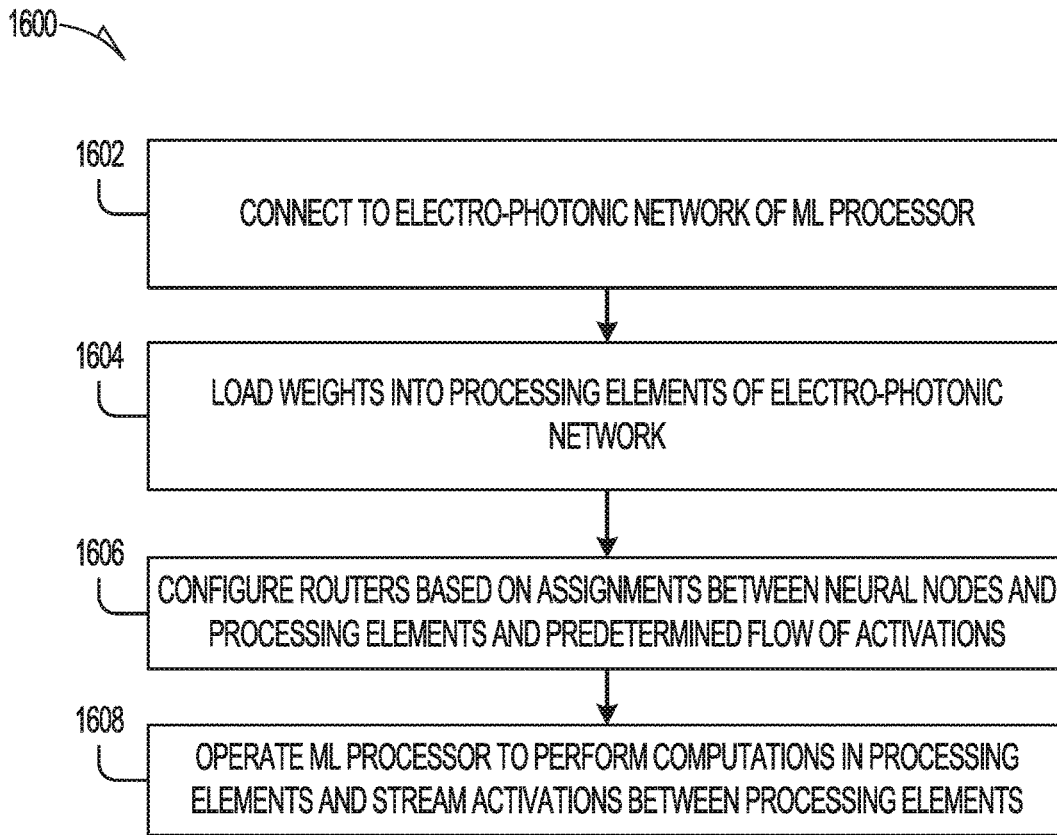 1600
1602
CONNECT TO ELECTRO-PHOTONIC NETWORK OF ML PROCESSOR
1604
LOAD WEIGHTS INTO PROCESSING ELEMENTS OF ELECTRO-PHOTONIC
NETWORK
1606
CONFIGURE ROUTERS BASED ON ASSIGNMENTS BETWEEN NEURAL NODES AND
PROCESSING ELEMENTS AND PREDETERMINED FLOW OF ACTIVATIONS
1608
OPERATE ML PROCESSOR TO PERFORM COMPUTATIONS IN PROCESSING
ELEMENTS AND STREAM ACTIVATIONS BETWEEN PROCESSING ELEMENTS